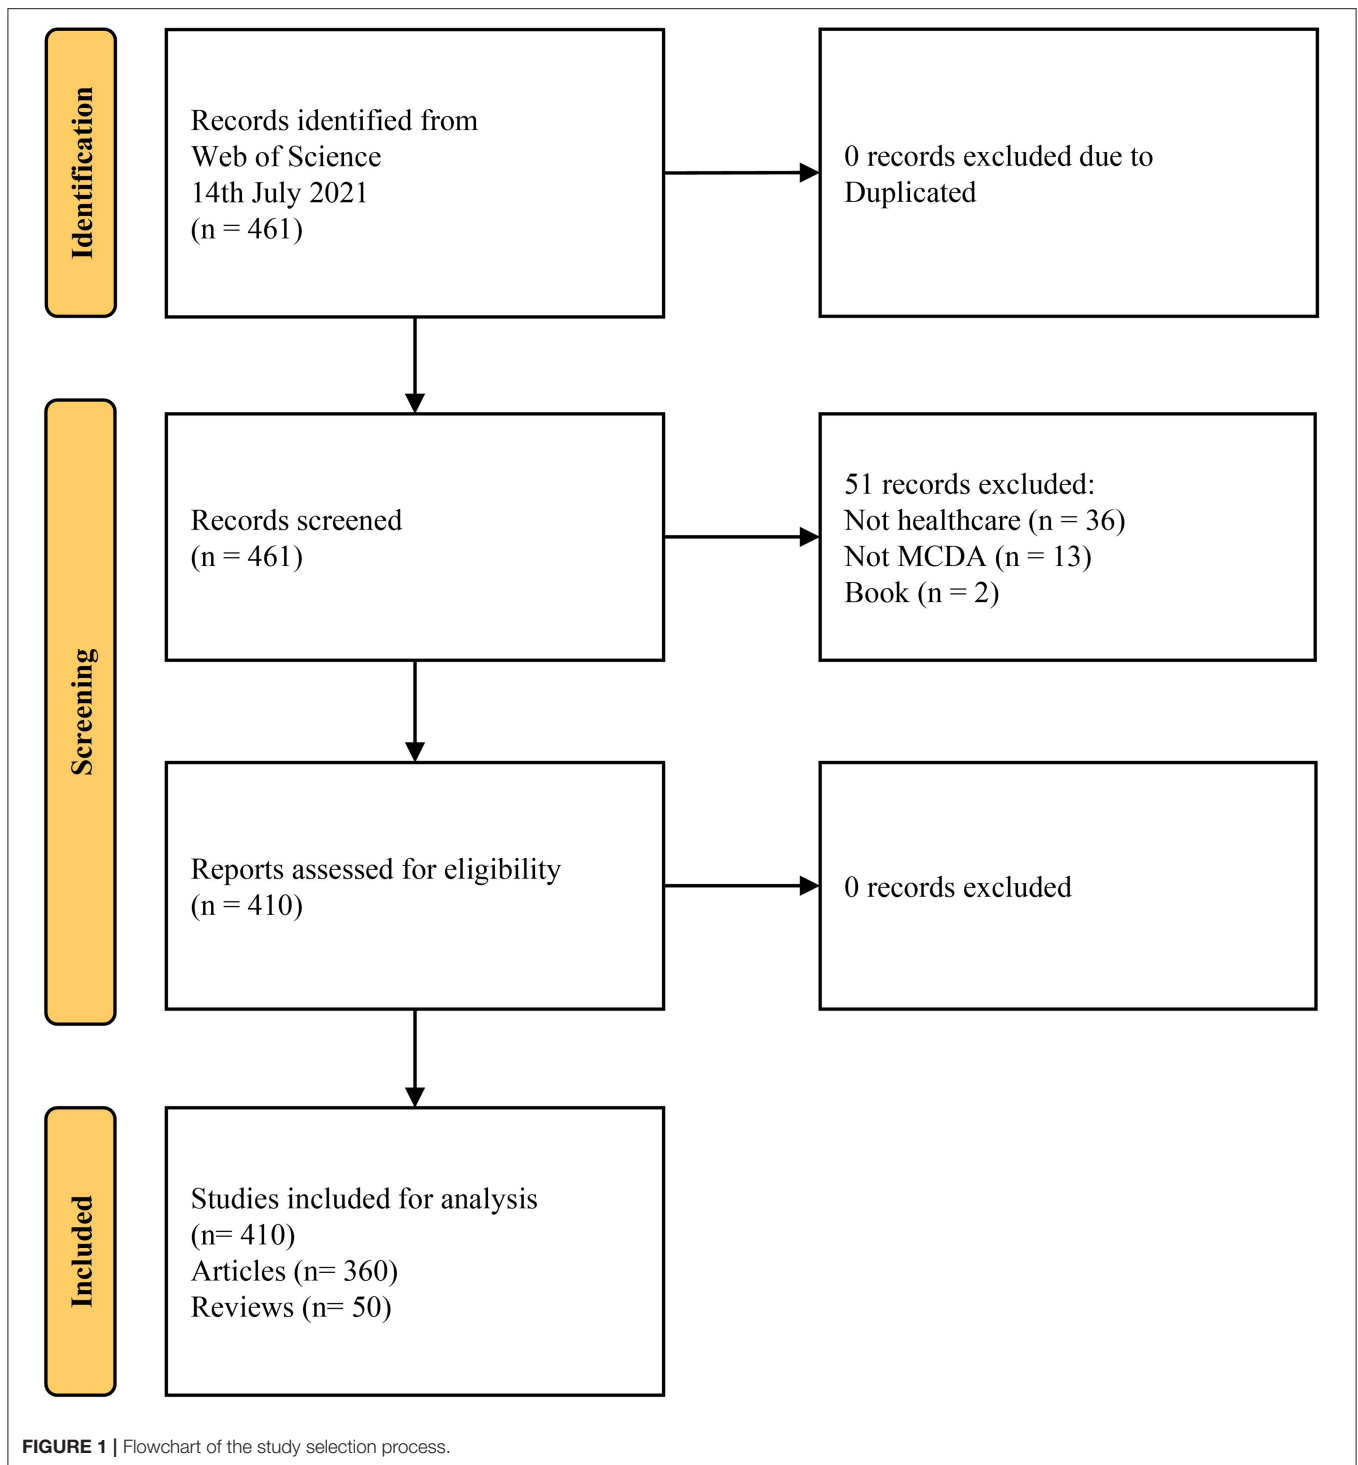 Identification
Records identified from
Web of Science
14th July 2021
(n = 461)
0 records excluded due to
Duplicated
Screening
Records screened
(n = 461)
51 records excluded:
Not healthcare (n = 36)
Not MCDA (n = 13)
Book (n = 2)
Reports assessed for eligibility
(n = 410)
0 records excluded
Included
Studies included for analysis
(n= 410)
Articles (n= 360)
Reviews (n= 50)
FIGURE 1 | Flowchart of the study selection process.